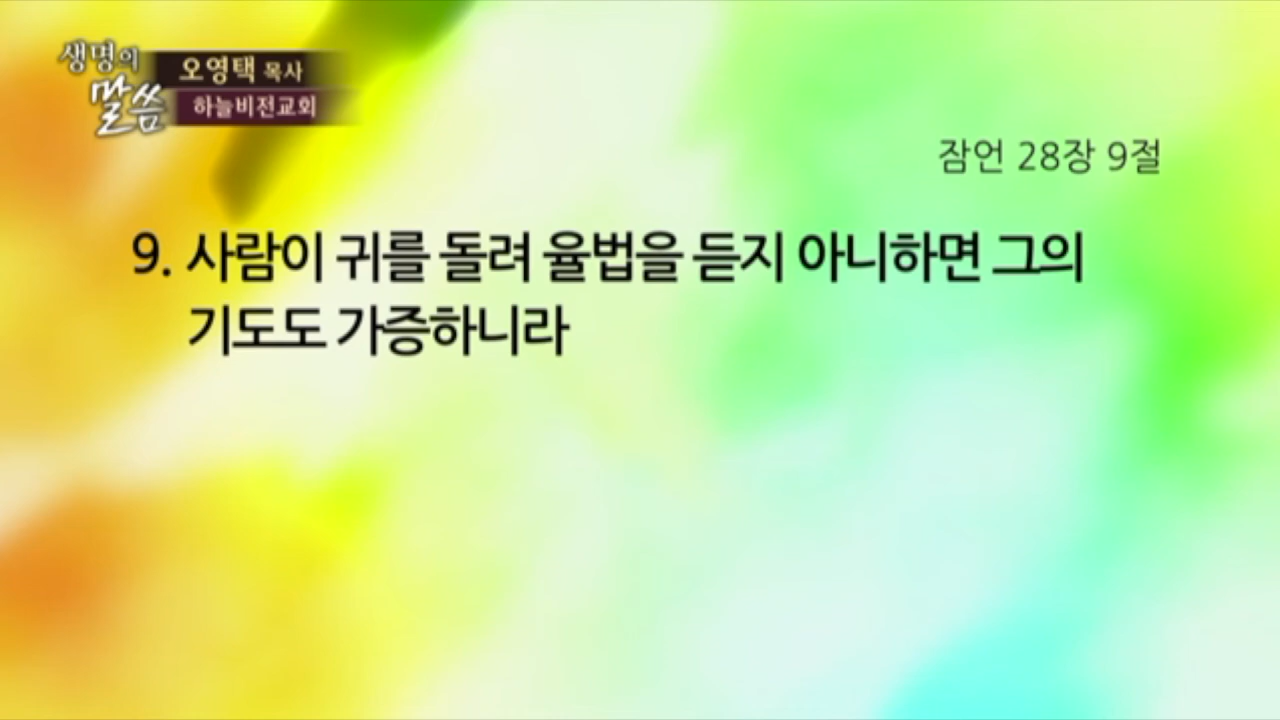 생명의
말씀
오영택 목사
하늘비전교회
잠언 28장 9절
9. 사람이 귀를 돌려 율법을 듣지 아니하면 그의
기도도 가증하니라